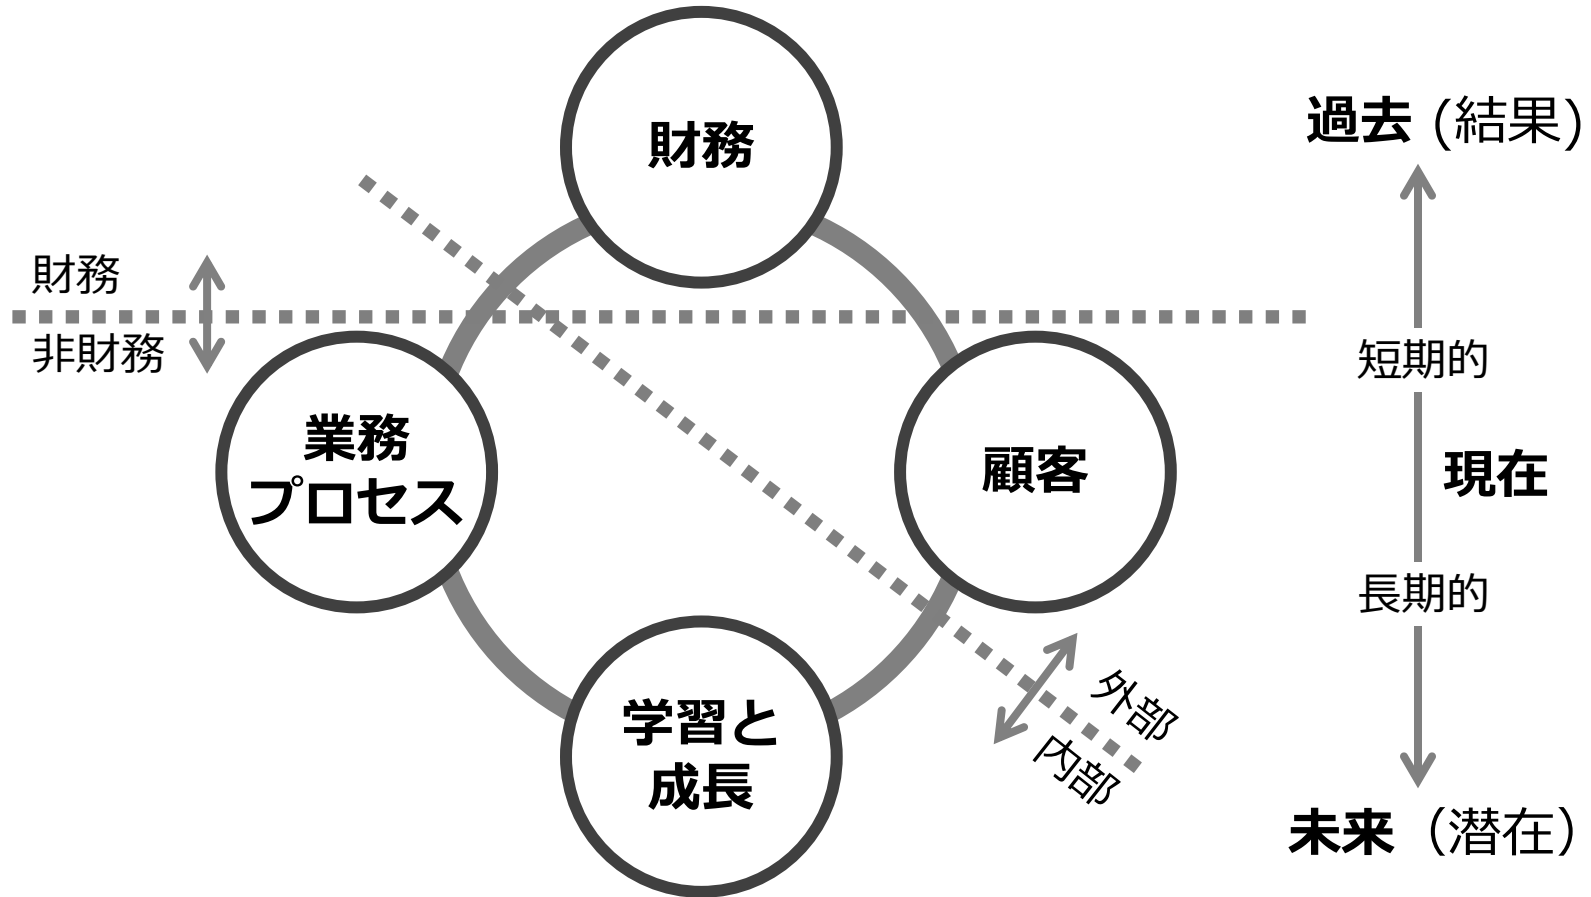 財務
過去 (結果)
財務
非財務
短期的
業務
プロセス
顧客
現在
長期的
学習と
成長
外部
内部
未来（潜在）